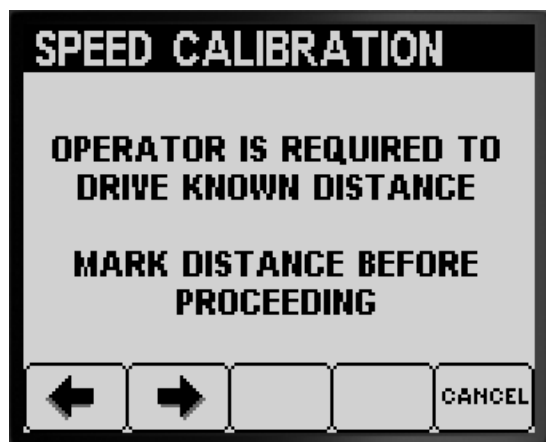 SPEED CALIBRATION
OPERATOR IS REQUIRED TO
DRIVE KNOWN DISTANCE
MARK DISTANCE BEFORE
PROCEEDING
CANCEL